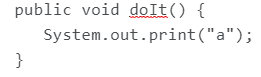 public void doIt() {
   System.out.print("a");
}